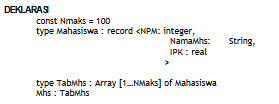 DEKLARASI
const Nmaks = 100
type Mahasiswa : record <NPM: integer,
NamaMhs: String,
IPK : real
>
type TabMhs : Array [1...NMaks] of Mahasiswa
Mhs : TabMhs